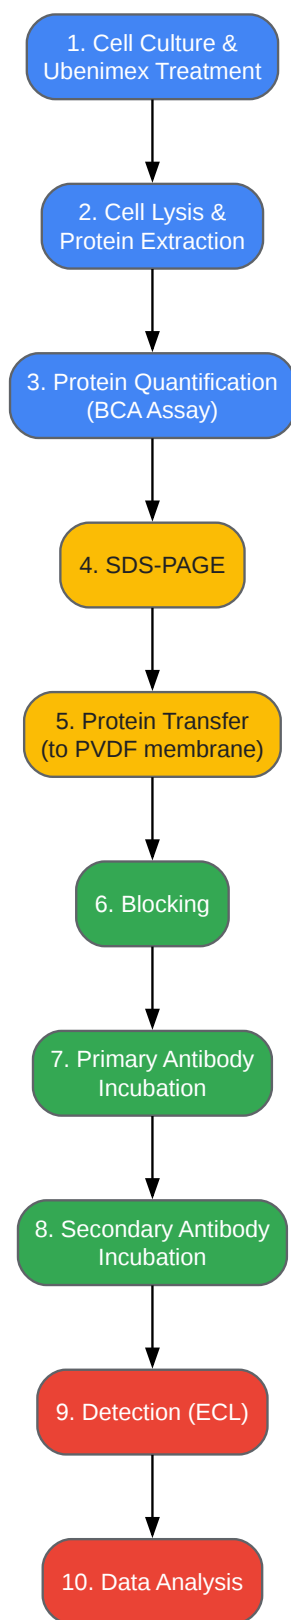 1. Cell Culture &
Ubenimex Treatment
2. Cell Lysis &
Protein Extraction
3. Protein Quantification
(BCA Assay)
4. SDS-PAGE
5. Protein Transfer
(to PVDF membrane)
6. Blocking
7. Primary Antibody
Incubation
8. Secondary Antibody
Incubation
9. Detection (ECL)
10. Data Analysis